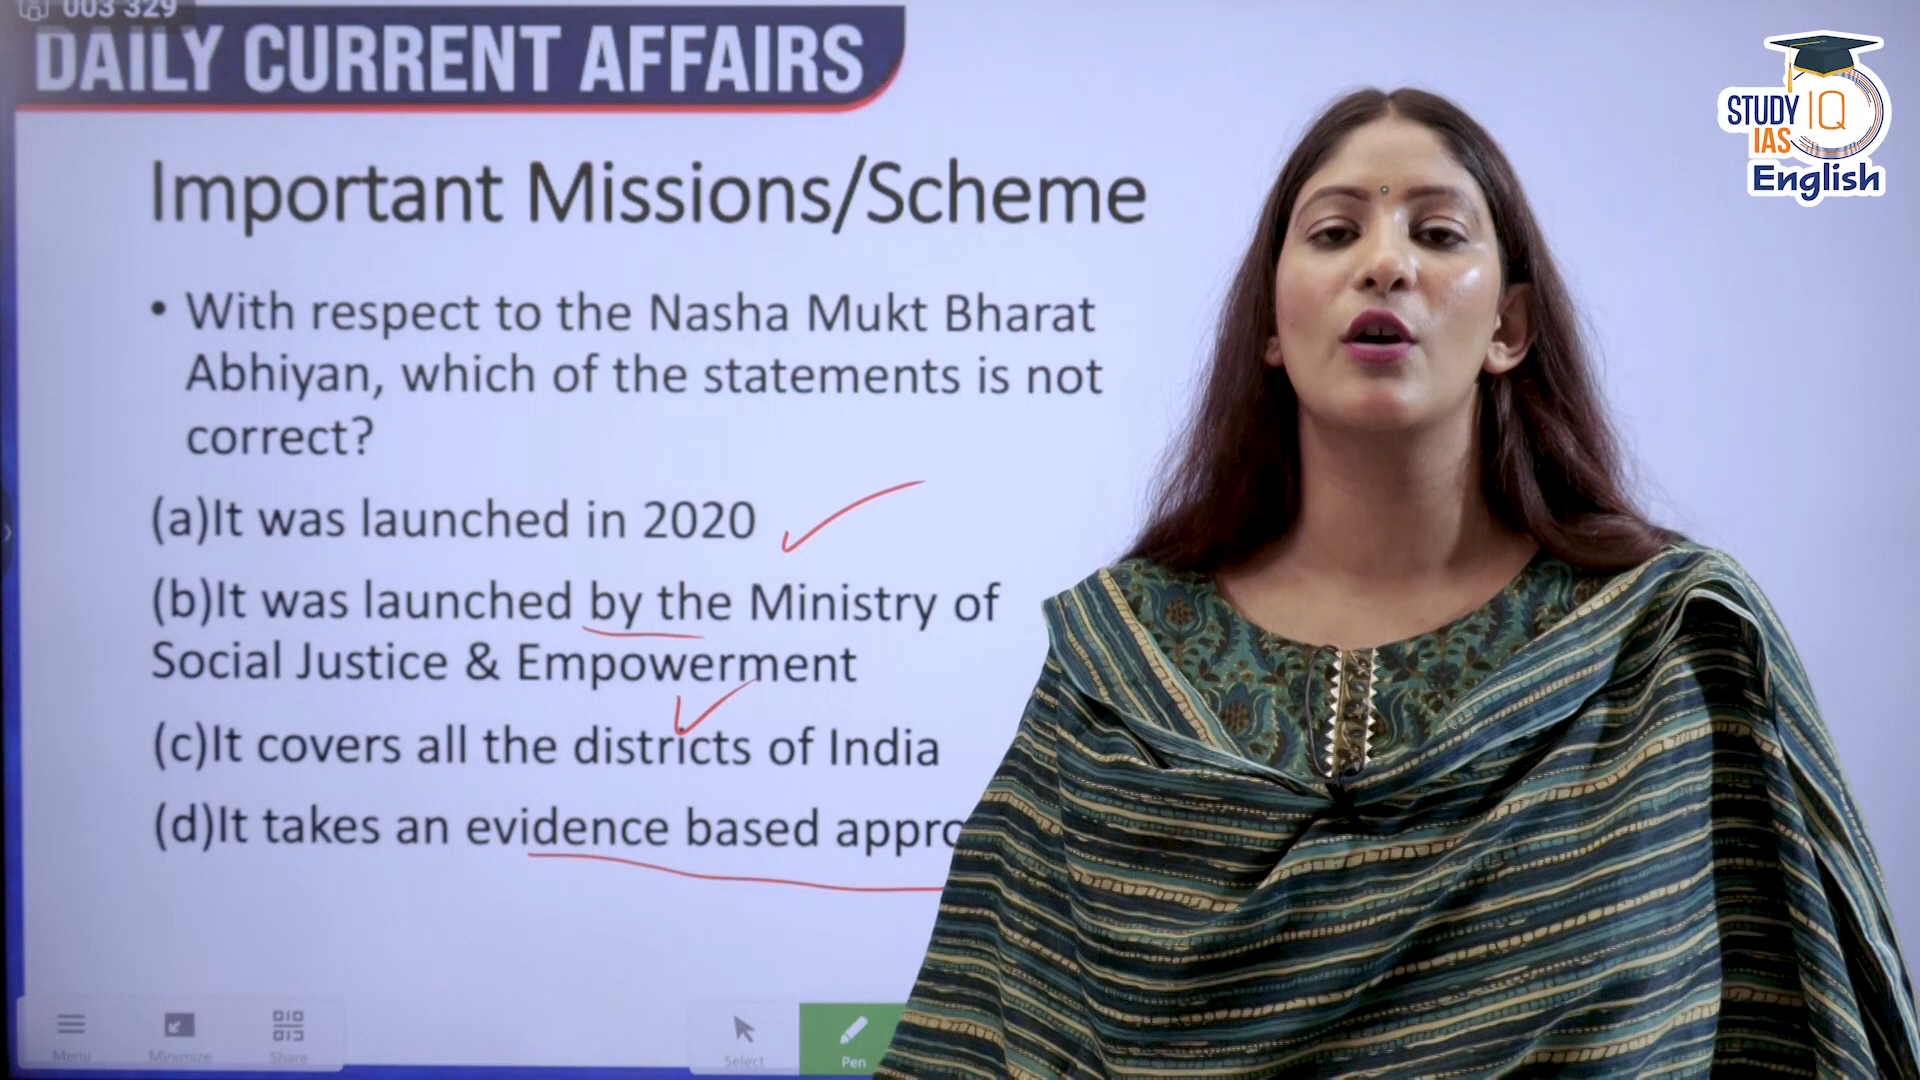 003 329
DAILY CURRENT AFFAIRS
STUDY IQ
IAS
English
Important Missions/Scheme
• With respect to the Nasha Mukt Bharat
Abhiyan, which of the statements is not
correct?
(a)It was launched in 2020
(b)It was launched by the Ministry of
Social Justice & Empowerment
(c)It covers all the districts of India
(d)It takes an evidence based appro
Menu
Minimize
Share
Select
Pen